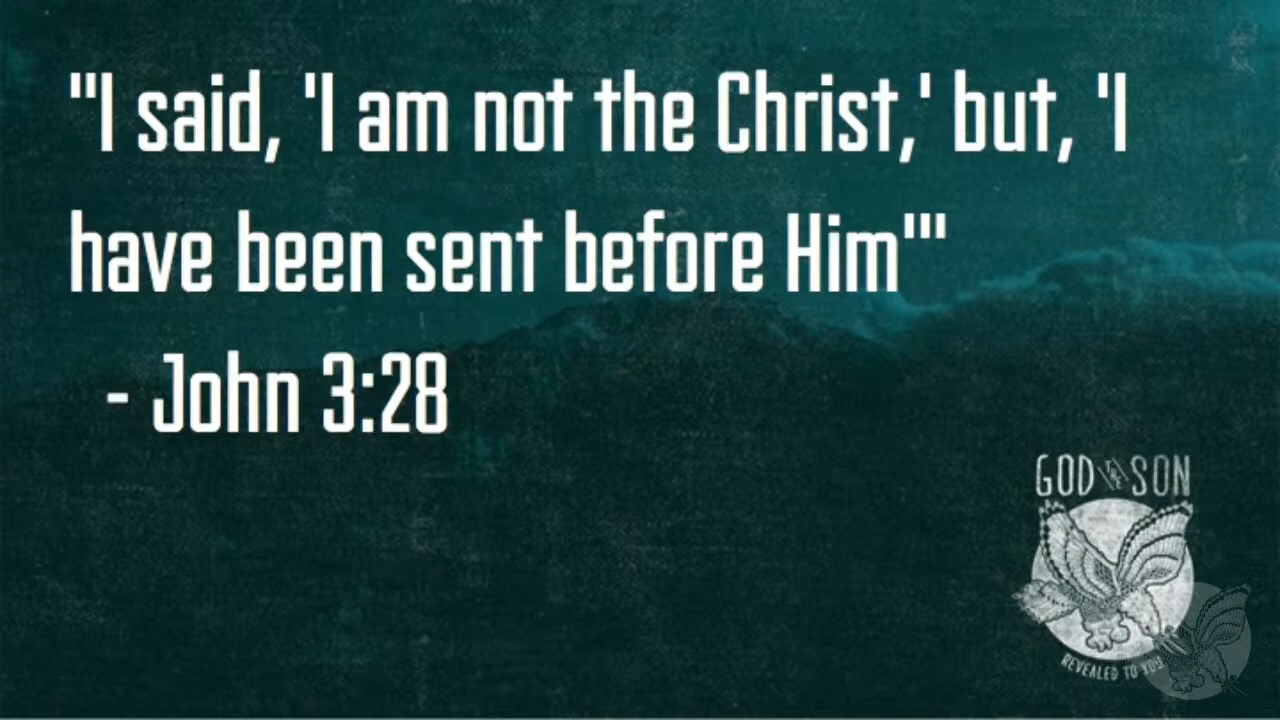 "I said, 'I am not the Christ,' but, 'I
have been sent before Him'"
- John 3:28
GOD THE SON
REVEALED TO YOU